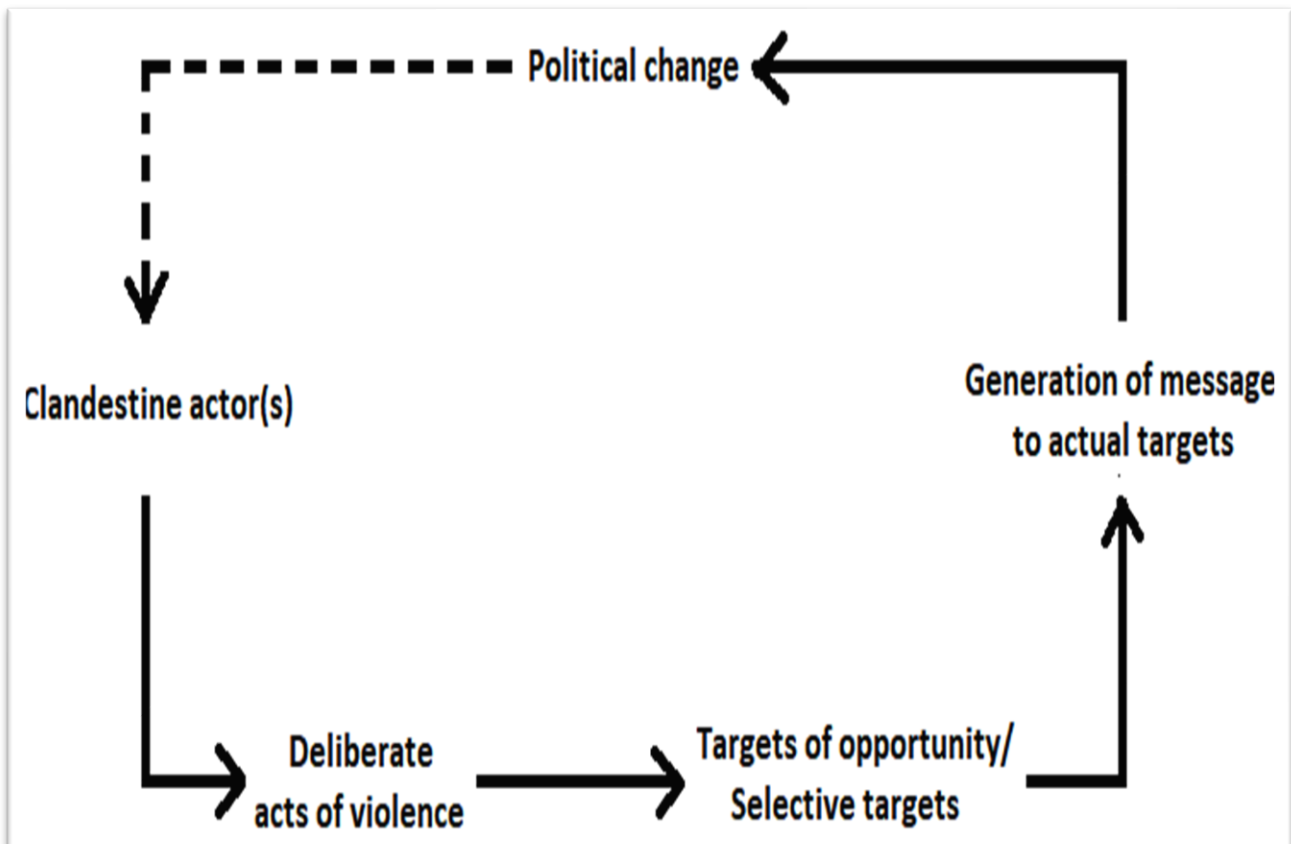 Political change
Clandestine actor(s)
Generation of message
to actual targets
Deliberate
acts of violence
Targets of opportunity/
Selective targets